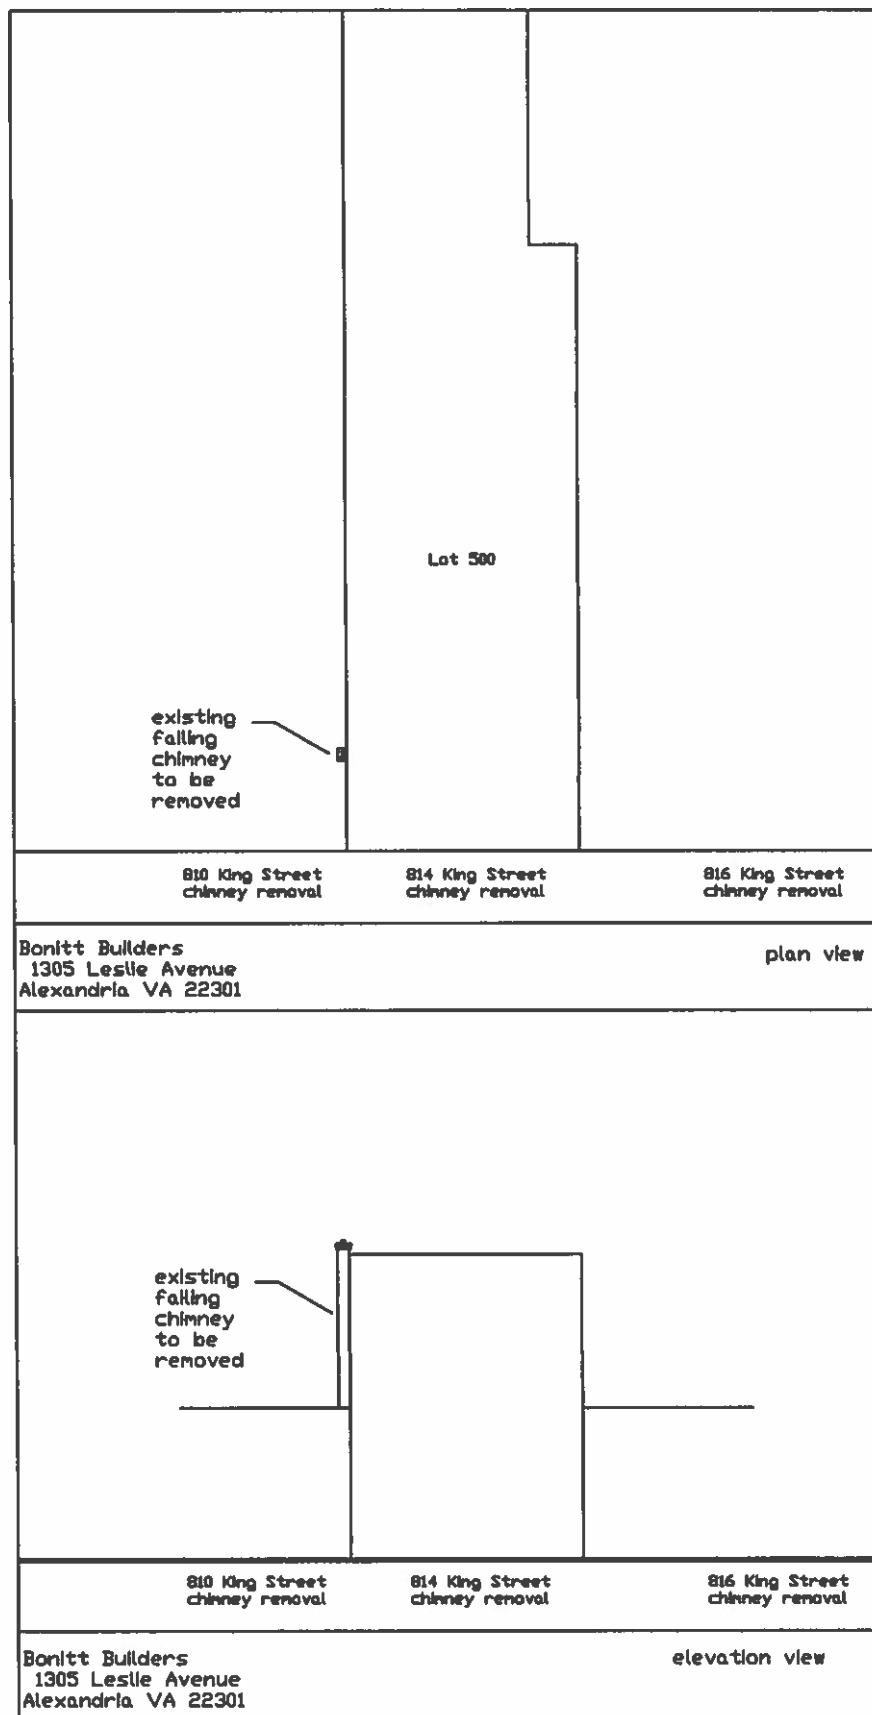 Lot 500
existing
failing
chimney
to be
removed
810 King Street
chimney removal
814 King Street
chimney removal
816 King Street
chimney removal
Bonitt Builders
1305 Leslie Avenue
Alexandria VA 22301
plan view
existing
failing
chimney
to be
removed
810 King Street
chimney removal
814 King Street
chimney removal
816 King Street
chimney removal
Bonitt Builders
1305 Leslie Avenue
Alexandria VA 22301
elevation view